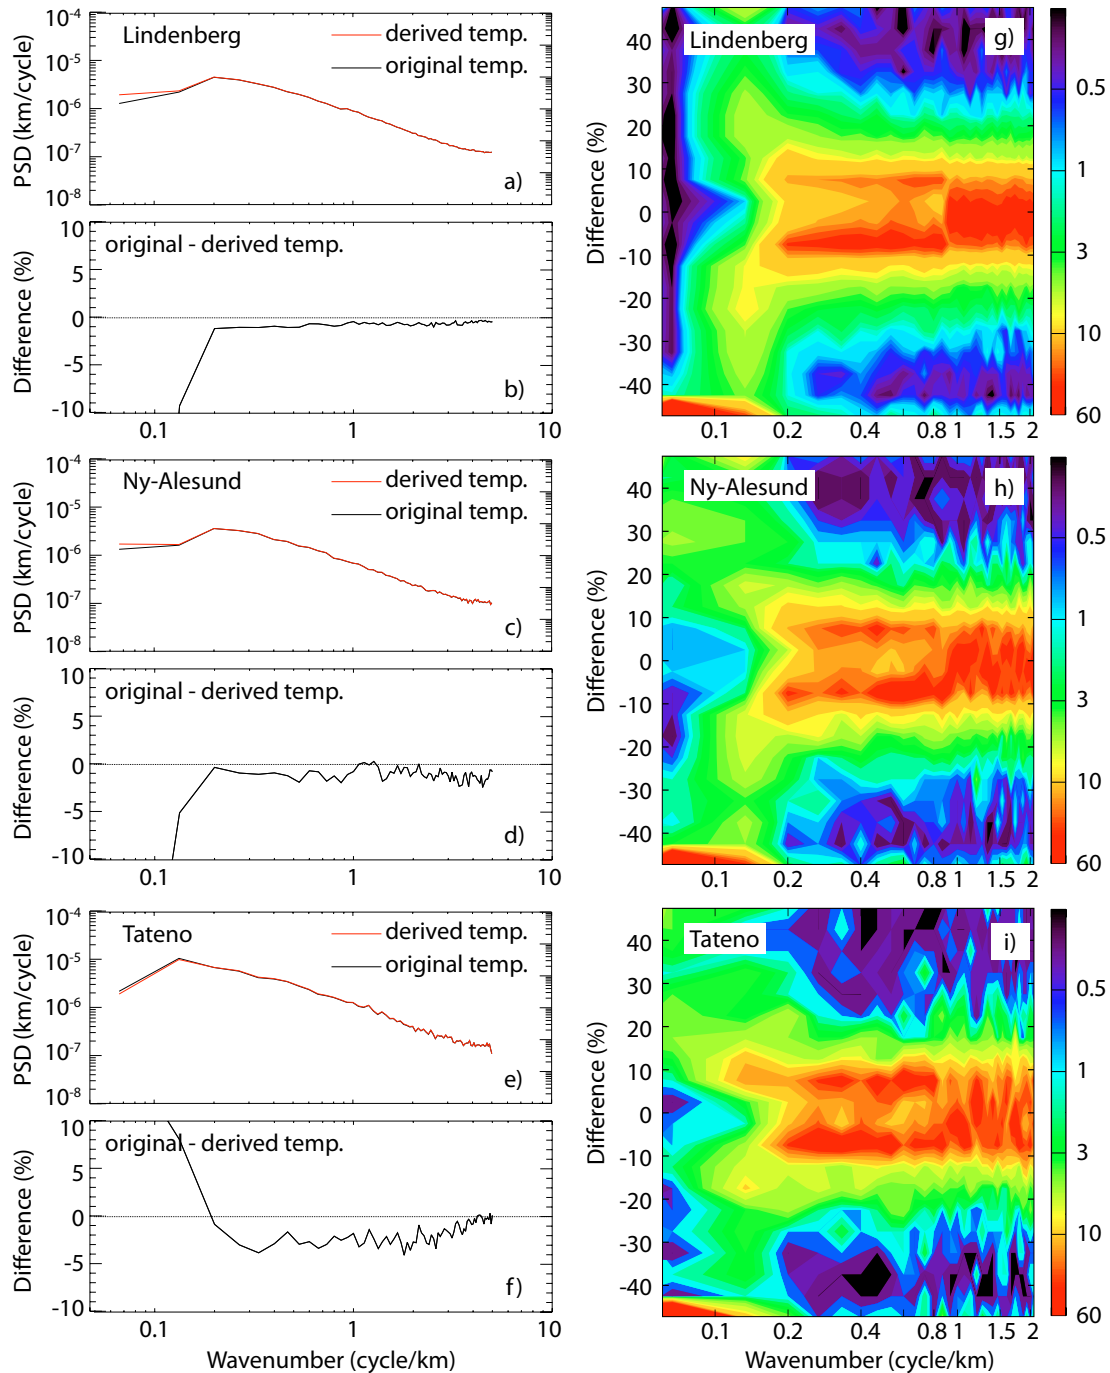 Lindenberg
derived temp.
original temp.
PSD (km/cycle)
10-4
10-5
10-6
10-7
10-8
a)
original - derived temp.
Difference (%)
10
5
0
-5
-10
b)
0.1 1 10
Ny-Alesund
derived temp.
original temp.
PSD (km/cycle)
10-4
10-5
10-6
10-7
10-8
c)
original - derived temp.
Difference (%)
10
5
0
-5
-10
d)
0.1 1 10
Tateno
derived temp.
original temp.
PSD (km/cycle)
10-4
10-5
10-6
10-7
10-8
e)
original - derived temp.
Difference (%)
10
5
0
-5
-10
f)
0.1 1 10
Wavenumber (cycle/km)
Lindenberg
g)
Difference (%)
40
30
20
10
0
-10
-20
-30
-40
0.1 0.2 0.4 0.8 1 1.5 2
0.5
1
3
10
60
Ny-Alesund
h)
Difference (%)
40
30
20
10
0
-10
-20
-30
-40
0.1 0.2 0.4 0.8 1 1.5 2
0.5
1
3
10
60
Tateno
i)
Difference (%)
40
30
20
10
0
-10
-20
-30
-40
0.1 0.2 0.4 0.8 1 1.5 2
Wavenumber (cycle/km)
0.5
1
3
10
60